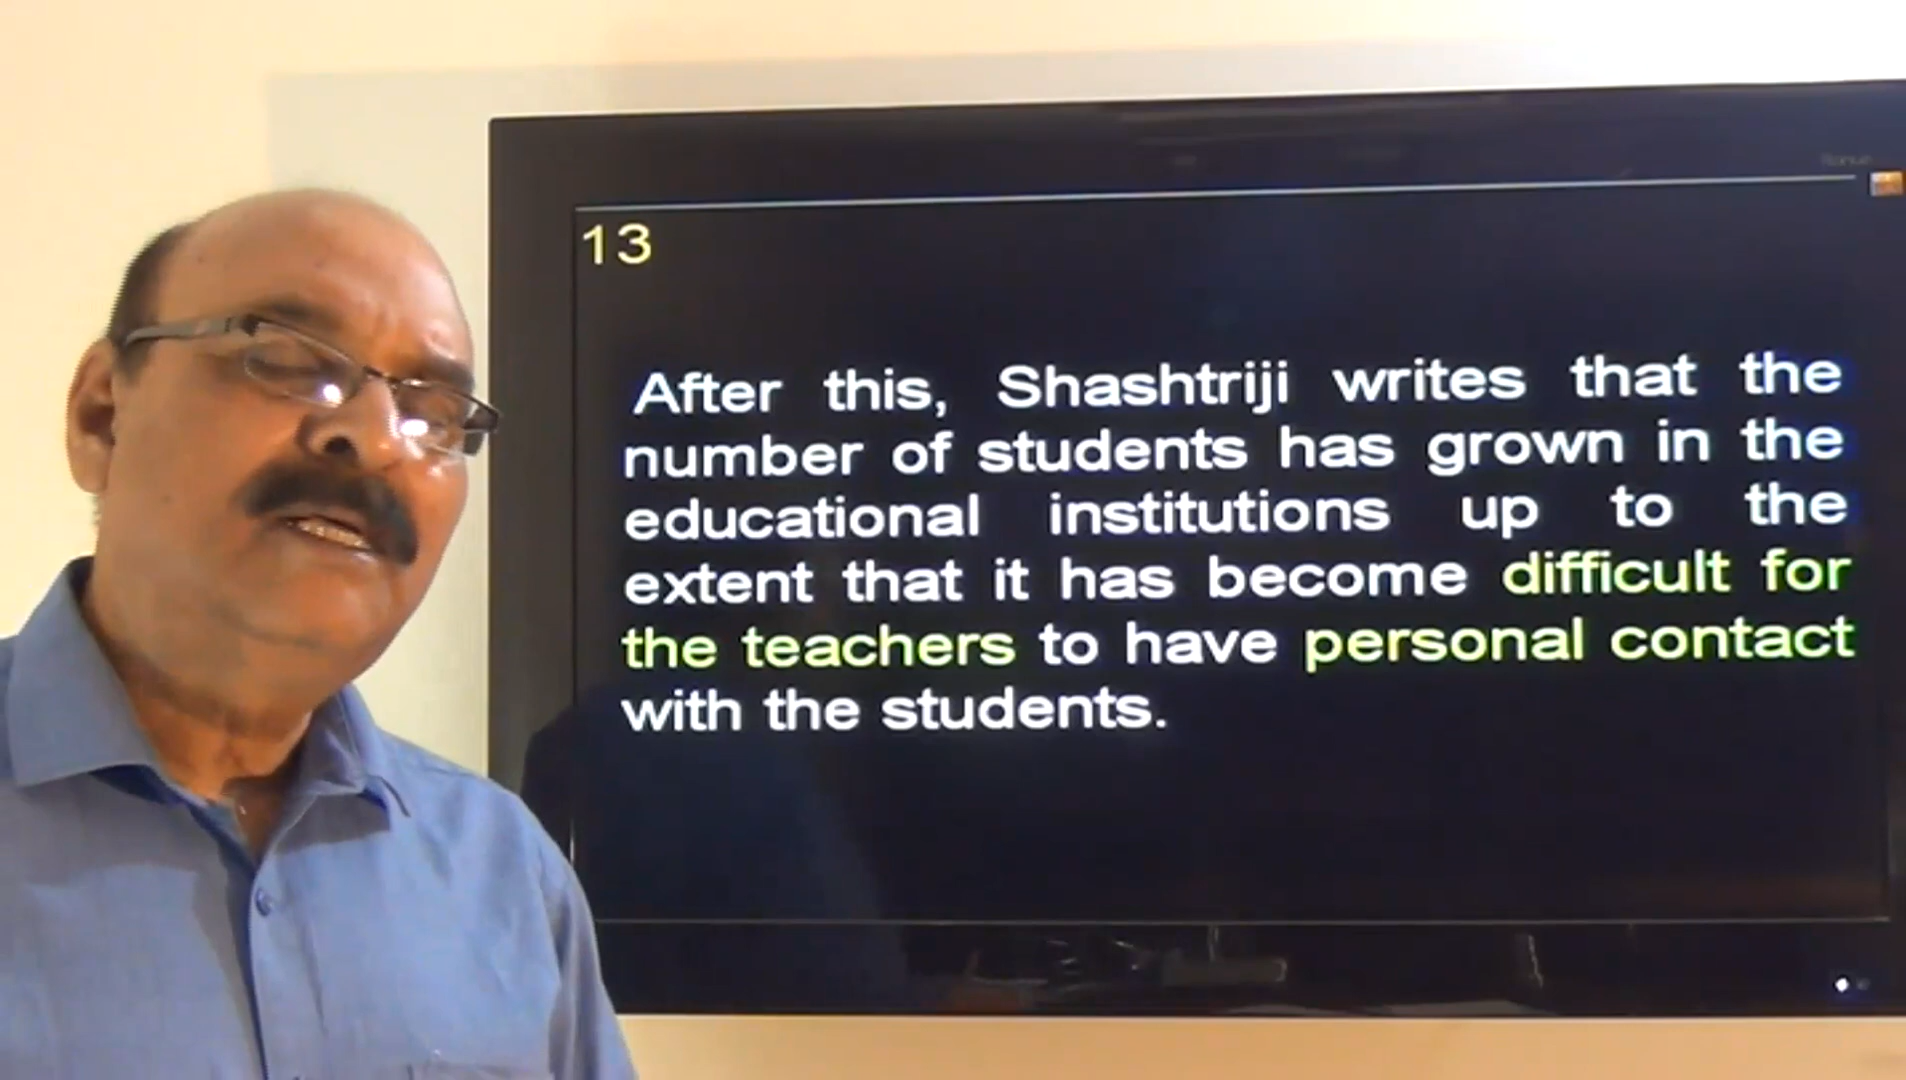 13
After this, Shashtriji writes that the
number of students has grown in the
educational institutions up to the
extent that it has become difficult for
the teachers to have personal contact
with the students.